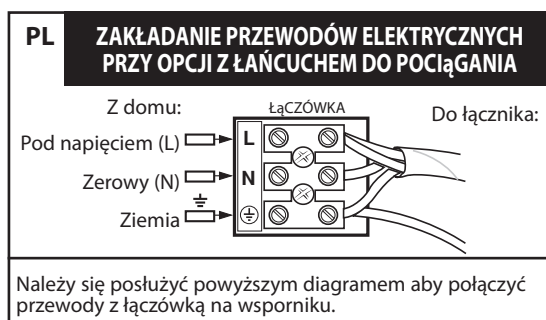 PL
ZAKŁADANIE PRZEWODÓW ELEKTRYCZNYCH
PRZY OPCJI Z ŁAŃCUCHEM DO POCIąGANIA
Z domu:
ŁąCZÓWKA
Do łącznika:
Pod napięciem (L)
L
Zerowy (N)
N
Ziemia
Należy się posłużyć powyższym diagramem aby połączyć
przewody z łączówką na wsporniku.